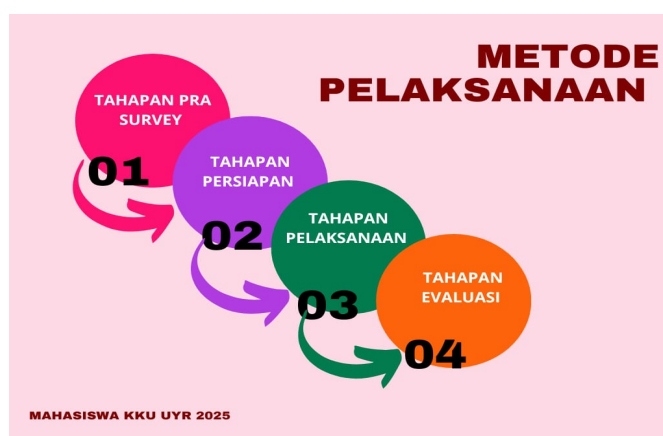 METODE
PELAKSANAAN
TAHAPAN PRA
SURVEY
01
TAHAPAN
PERSIAPAN
02
TAHAPAN
PELAKSANAAN
03
TAHAPAN
EVALUASI
04
MAHASISWA KKU UYR 2025